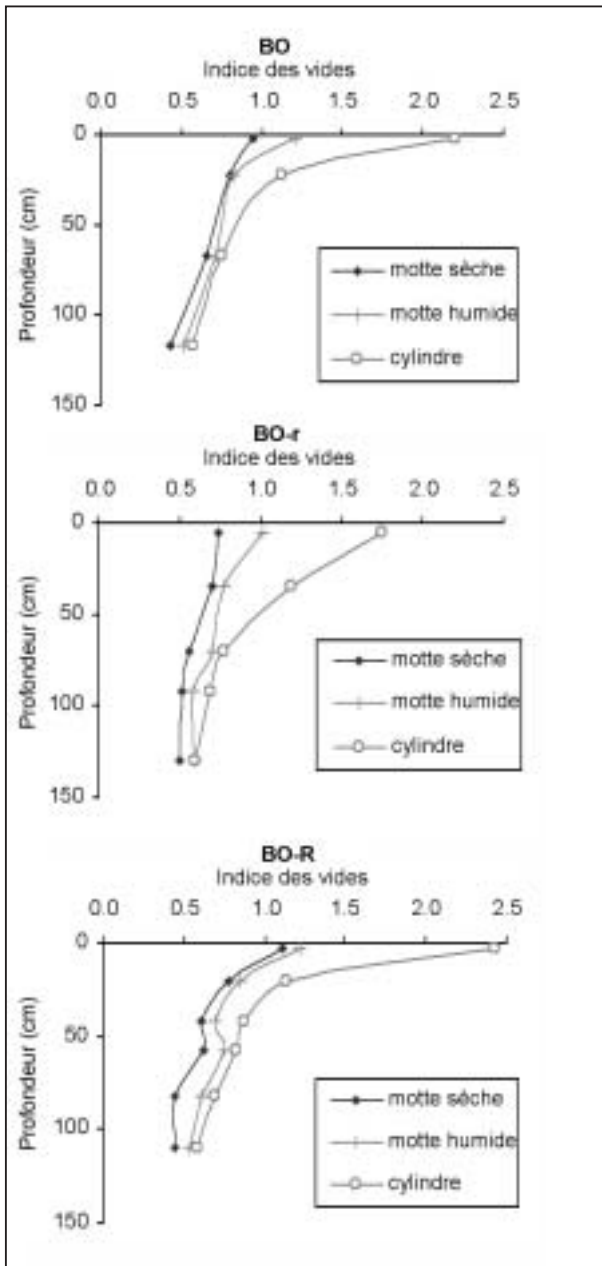 BO
Indice des vides
0.0 0.5 1.0 1.5 2.0 2.5
0
50
100
150
Profondeur (cm)
motte sèche
motte humide
cylindre
BO-r
Indice des vides
0.0 0.5 1.0 1.5 2.0 2.5
0
50
100
150
Profondeur (cm)
motte sèche
motte humide
cylindre
BO-R
Indice des vides
0.0 0.5 1.0 1.5 2.0 2.5
0
50
100
150
Profondeur (cm)
motte sèche
motte humide
cylindre